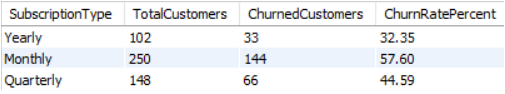 SubscriptionType TotalCustomers ChurnedCustomers ChurnRatePercent
Yearly 102 33 32.35
Monthly 250 144 57.60
Quarterly 148 66 44.59